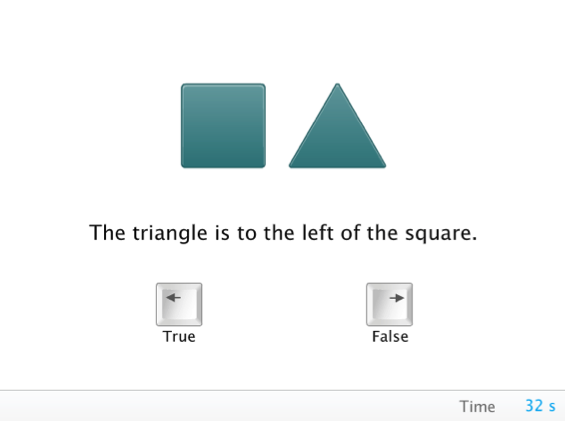 The triangle is to the left of the square.
True False
Time 32 s